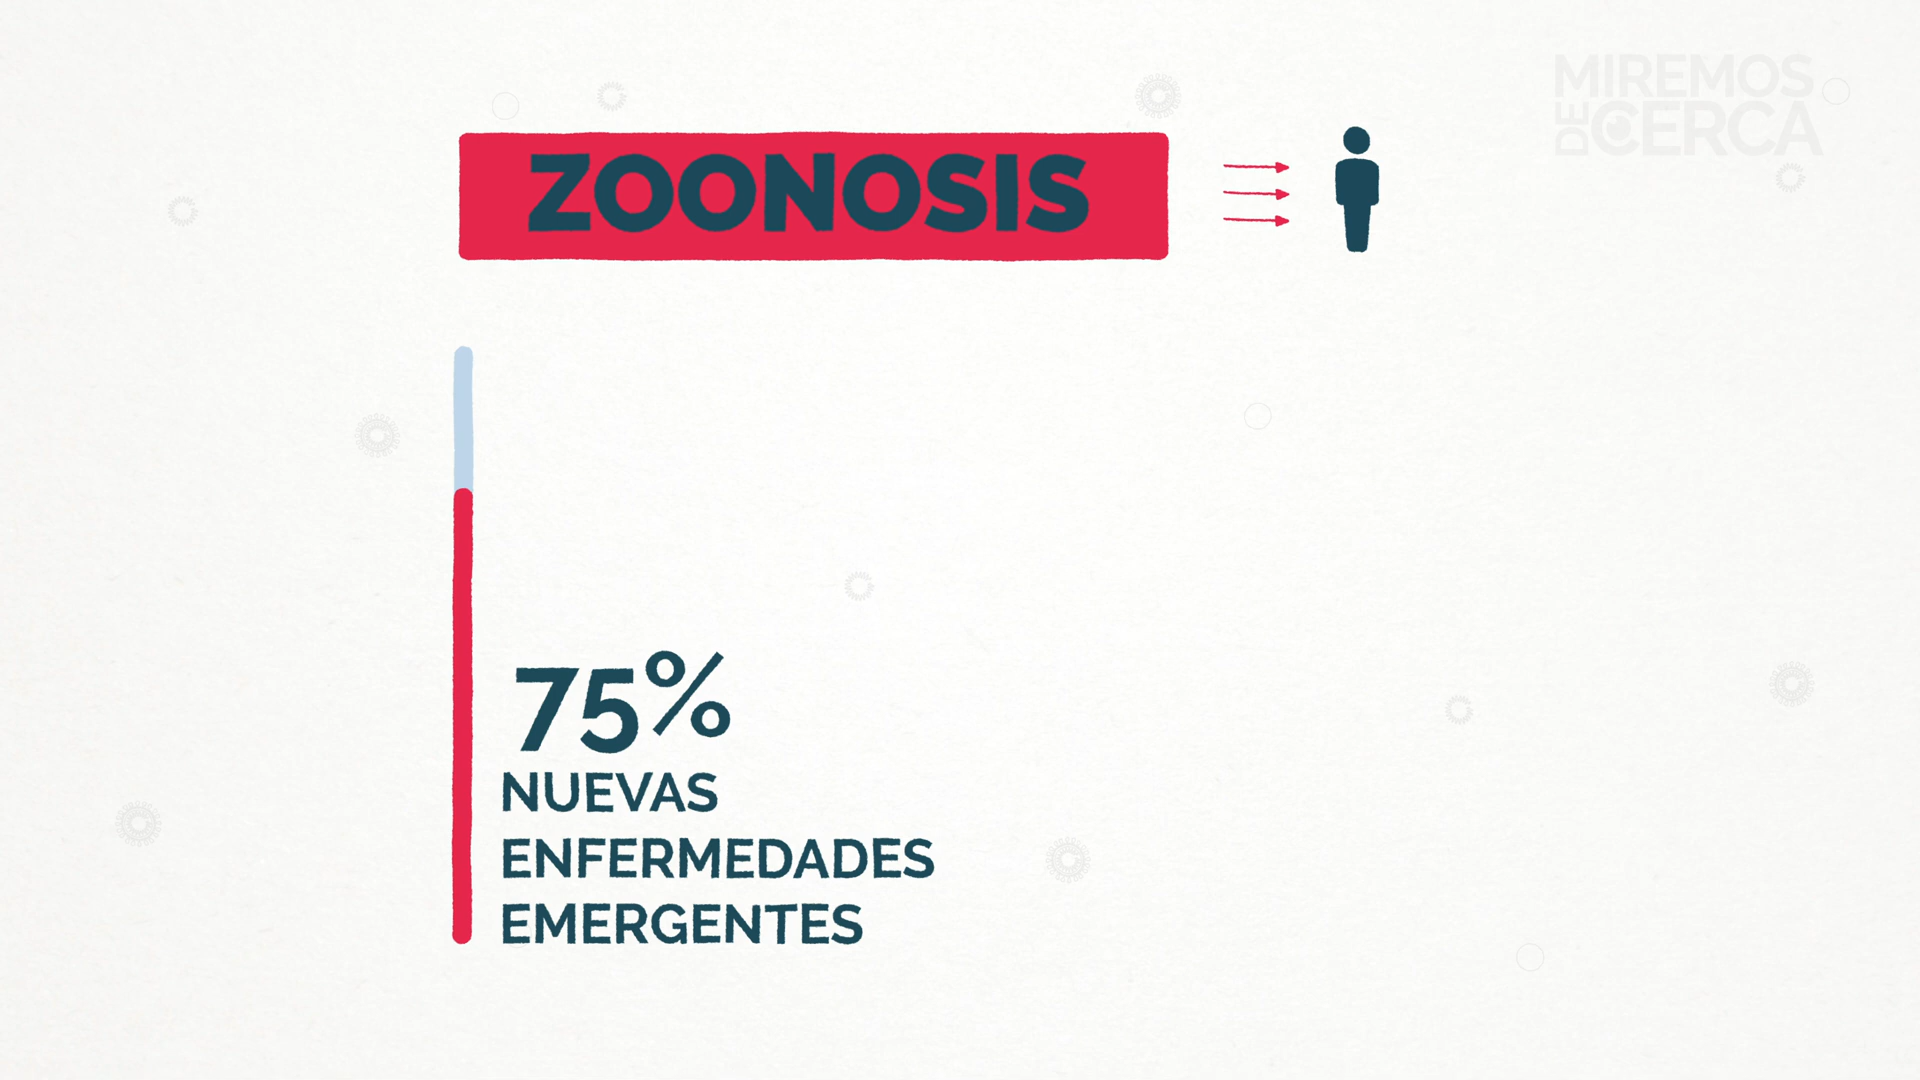 MIREMOS
DE CERCA
ZOONOSIS
75%
NUEVAS
ENFERMEDADES
EMERGENTES